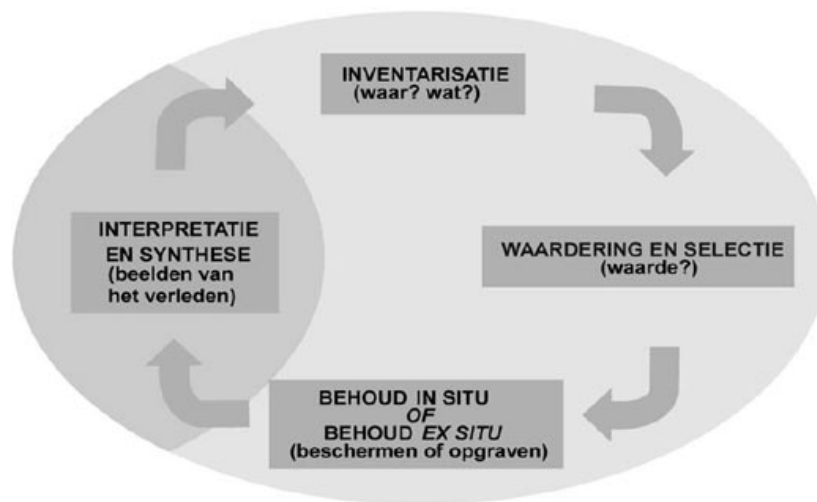 INVENTARISATIE
(waar? wat?)
WAARDERING EN SELECTIE
(waarde?)
BEHOUD IN SITU
OF
BEHOUD EX SITU
(beschermen of opgraven)
INTERPRETATIE
EN SYNTHESE
(beelden van
het verleden)